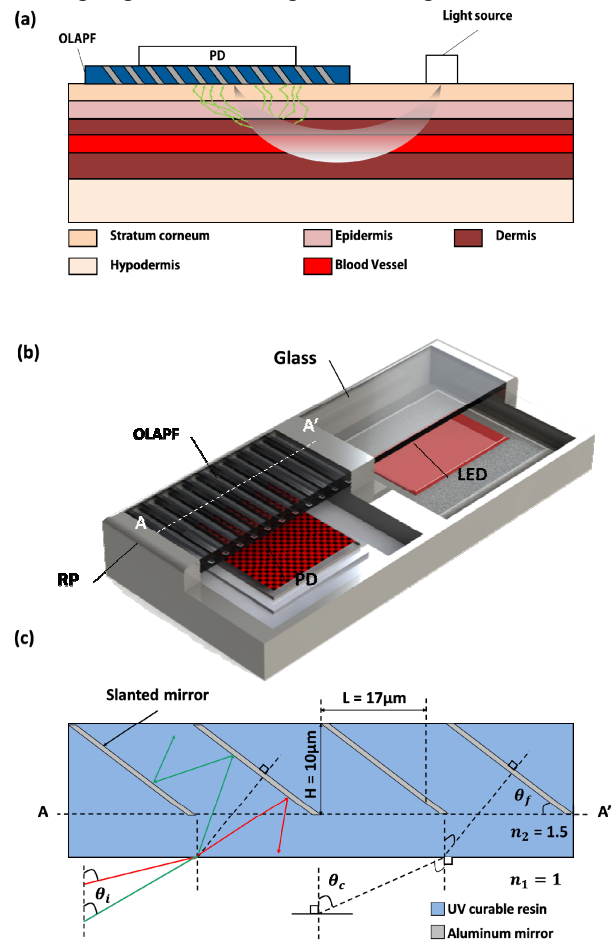 (a)
Light source
OLAPF
PD
Stratum corneum
Epidermis
Dermis
Hypodermis
Blood Vessel
(b)
Glass
A'
OLAPF
LED
A
RP
PD
(c)
Slanted mirror
L = 17μm
H = 10μm
θf
A
A'
n₂ = 1.5
θi
θc
n₁ = 1
UV curable resin
Aluminum mirror